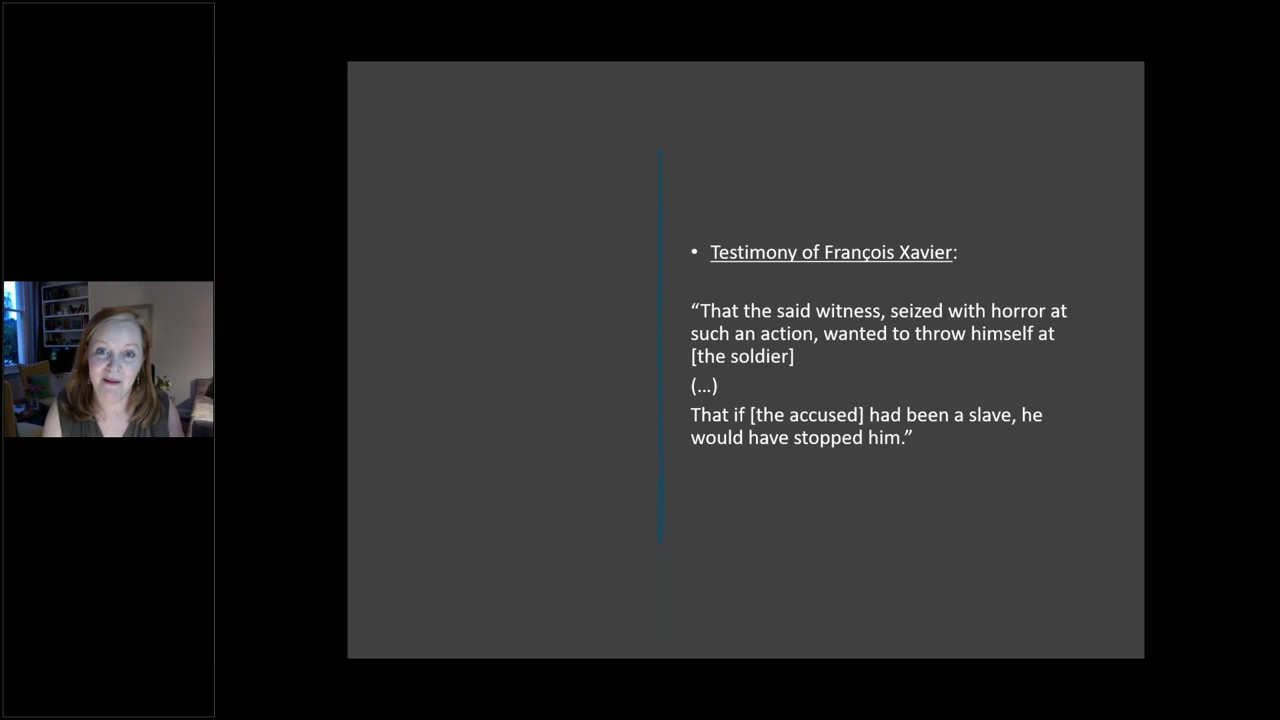 • Testimony of François Xavier:
“That the said witness, seized with horror at
such an action, wanted to throw himself at
[the soldier]
(...)
That if [the accused] had been a slave, he
would have stopped him.”